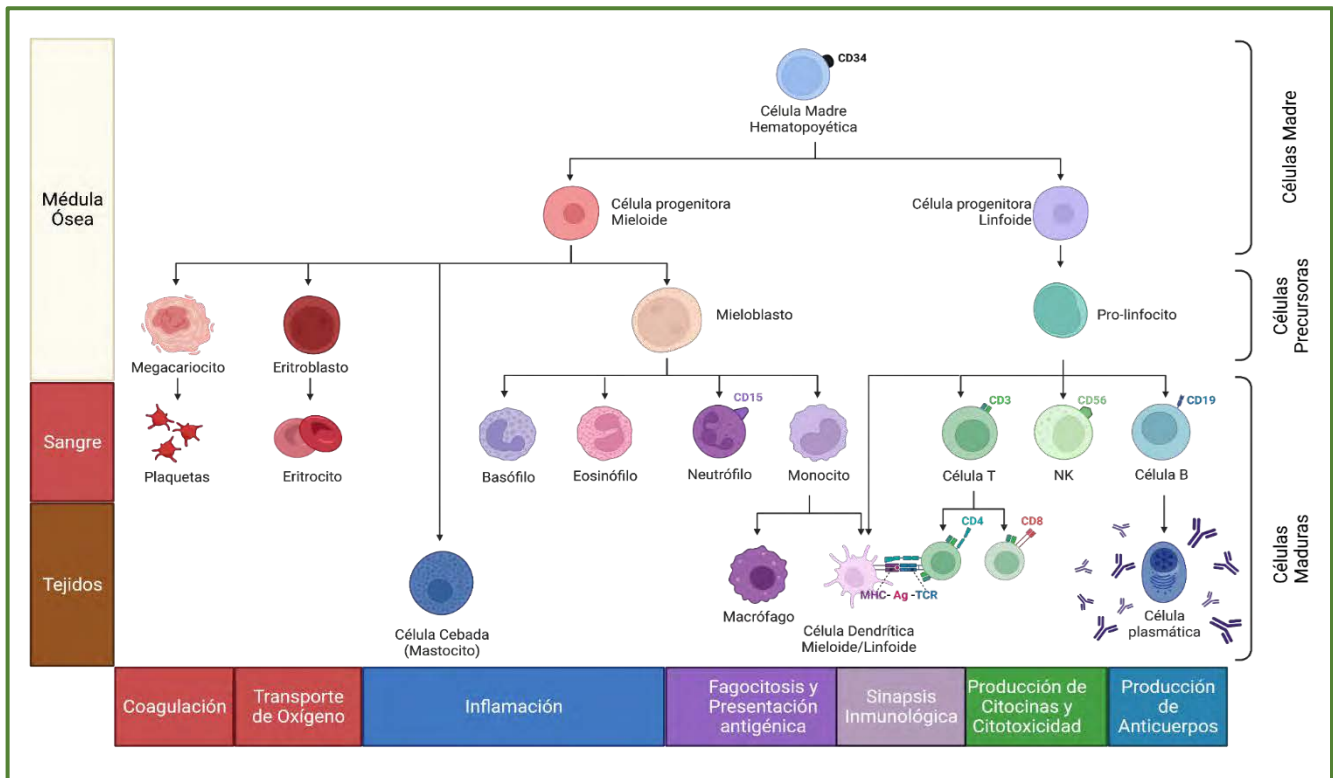 CD34
Célula Madre
Hematopoyética
Células Madre
Médula
Ósea
Célula progenitora
Mieloide
Célula progenitora
Linfoide
Células
Precursoras
Megacariocito
Eritroblasto
Mieloblasto
Pro-linfocito
Sangre
Plaquetas
Eritrocito
Basófilo
Eosinófilo
CD15
Neutrófilo
Monocito
CD3
Célula T
CD56
NK
CD19
Célula B
Células
Maduras
Tejidos
Célula Cebada
(Mastocito)
Macrófago
CD4
CD8
MHC- Ag -TCR
Célula Dendrítica
Mieloide/Linfoide
Célula
plasmática
Coagulación
Transporte
de Oxígeno
Inflamación
Fagocitosis y
Presentación
antigénica
Sinapsis
Inmunológica
Producción de
Citocinas y
Citotoxicidad
Producción
de
Anticuerpos